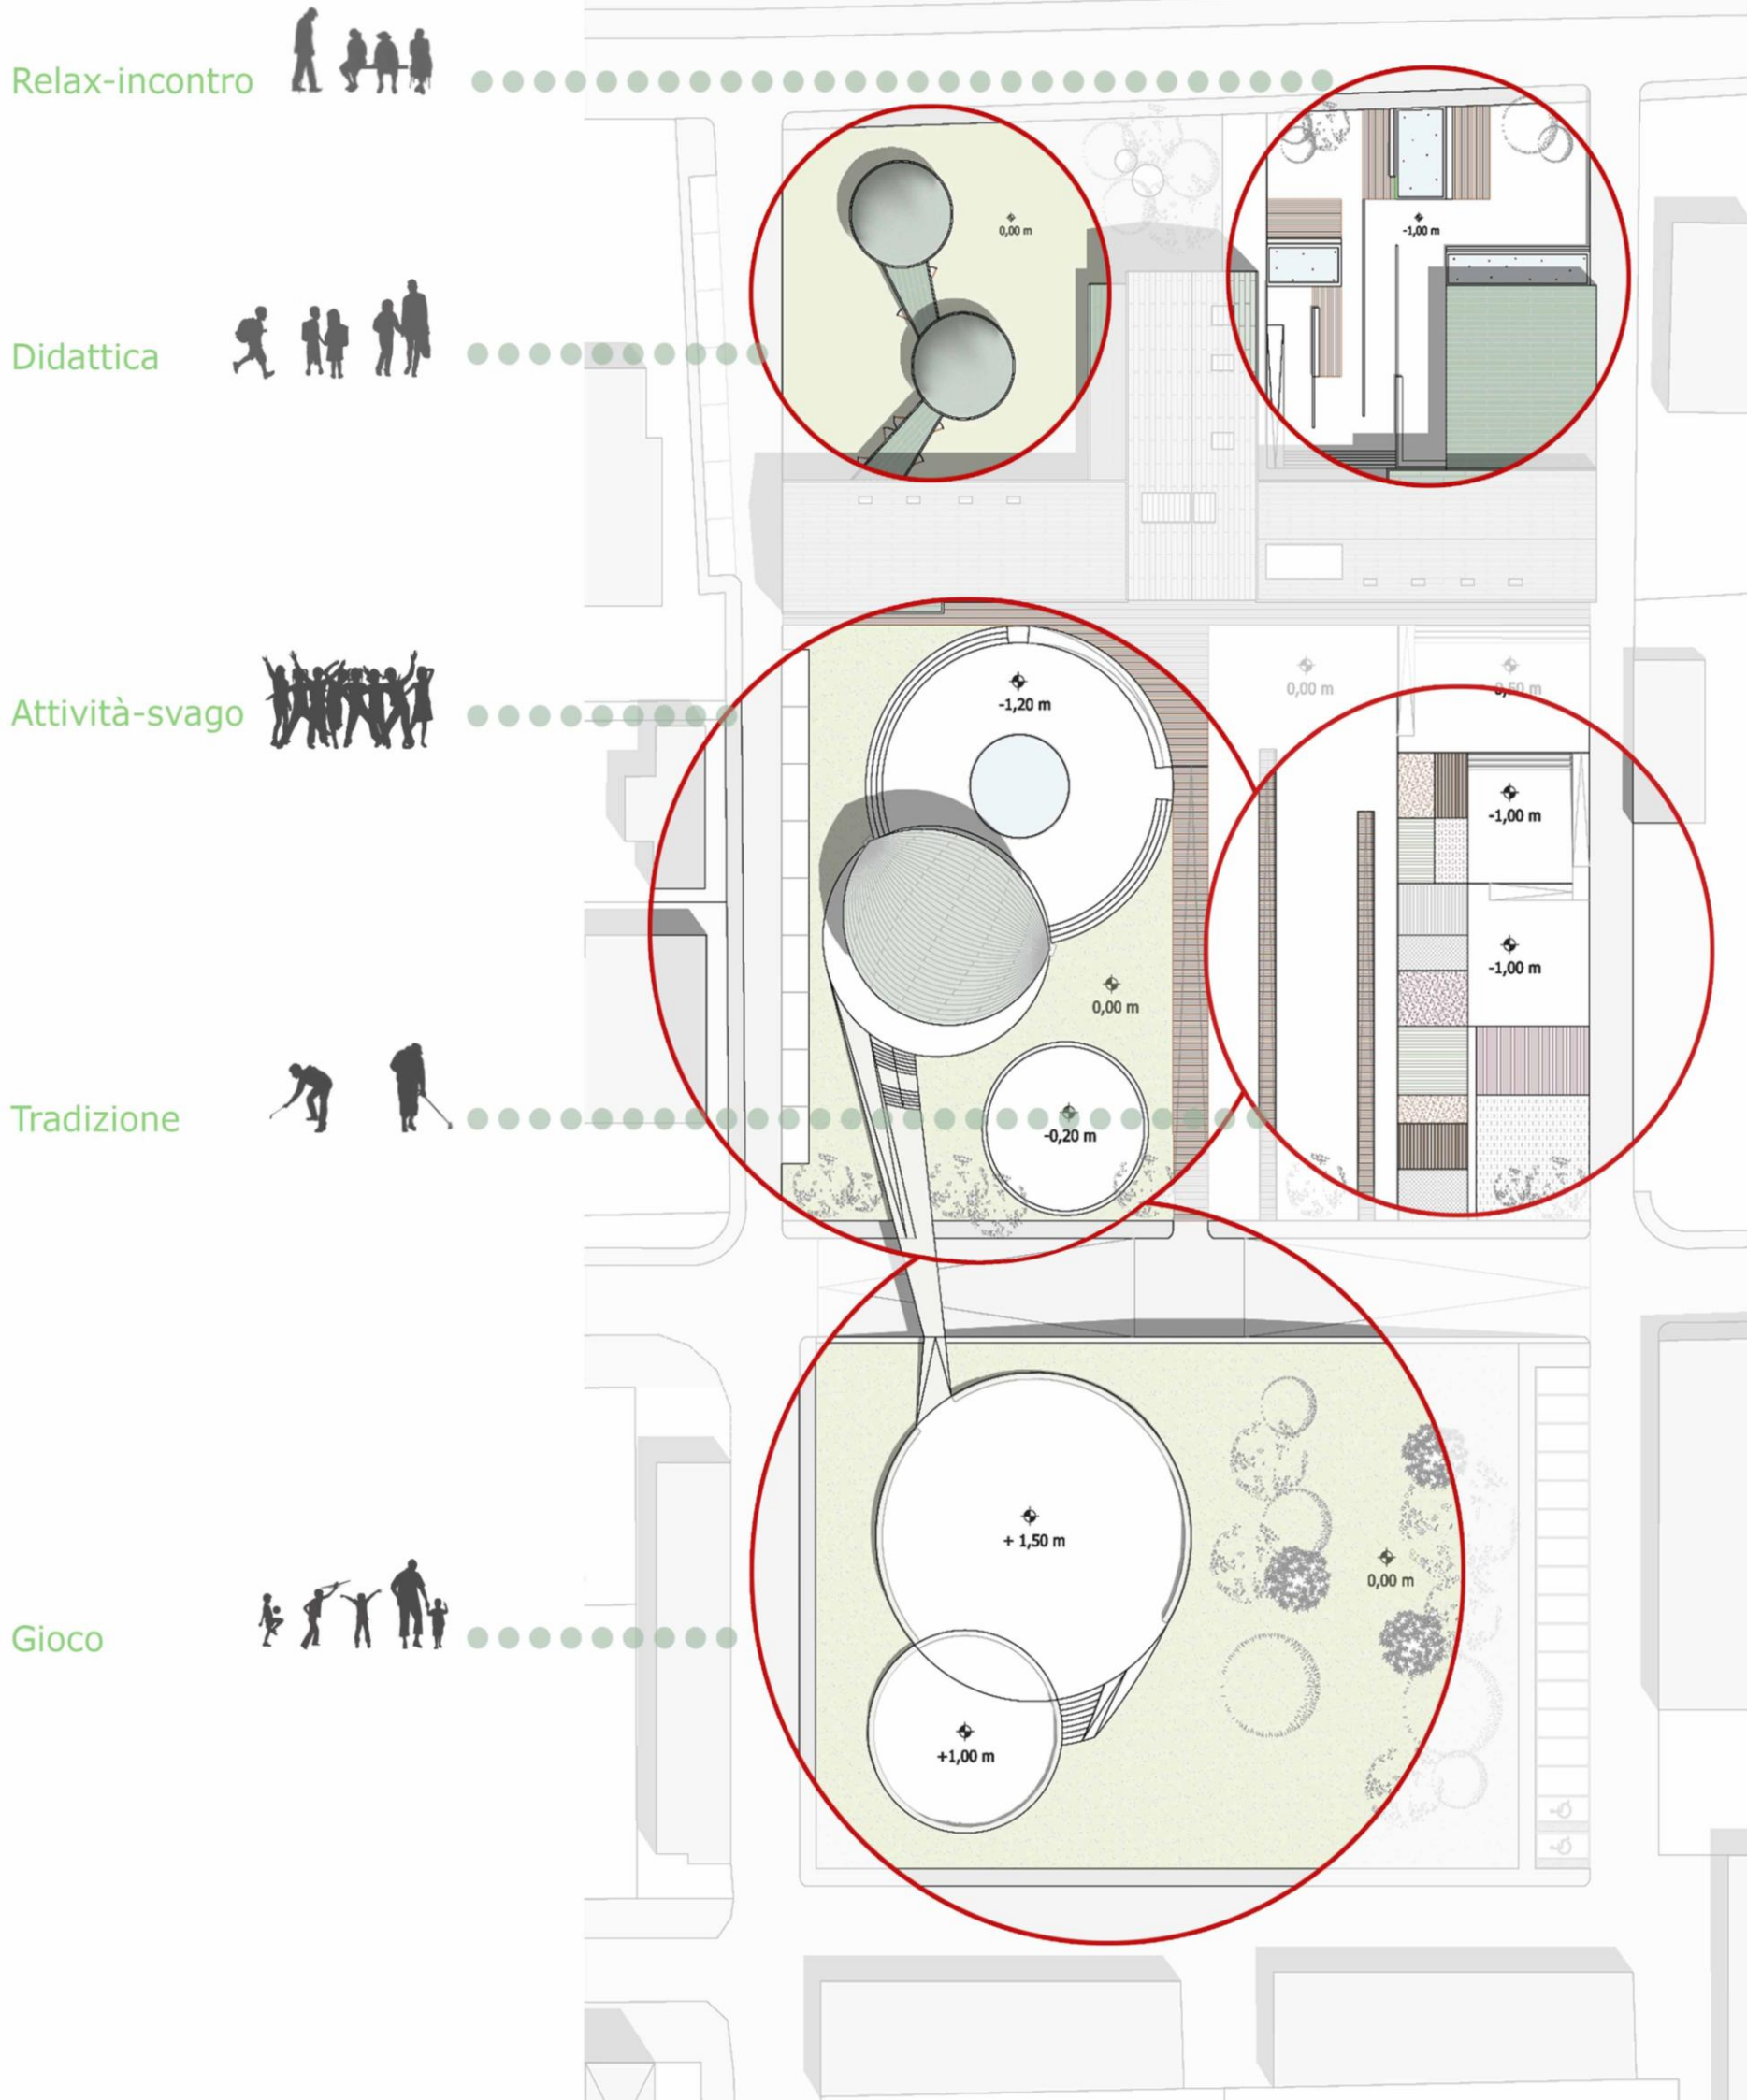 Relax-incontro
0,00 m
-1,00 m
Didattica
Attività-svago
-1,20 m
0,00 m
-1,00 m
-1,00 m
0,00 m
Tradizione
-0,20 m
+ 1,50 m
0,00 m
Gioco
+1,00 m